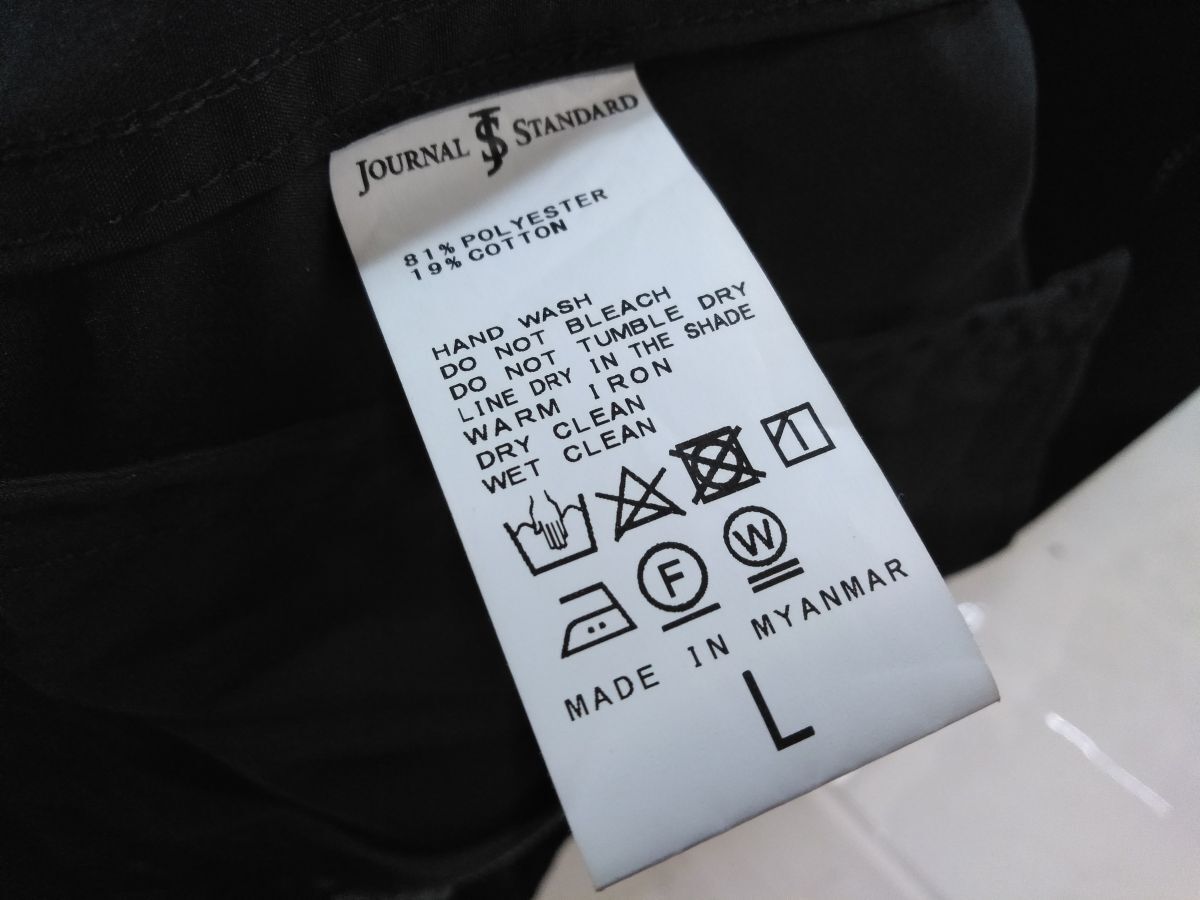 JOURNAL JS STANDARD
81% POLYESTER
19% COTTON
HAND WASH
DO NOT BLEACH
DO NOT TUMBLE DRY
LINE DRY IN THE SHADE
WARM IRON
DRY CLEAN
WET CLEAN
F W
MADE IN MYANMAR
L